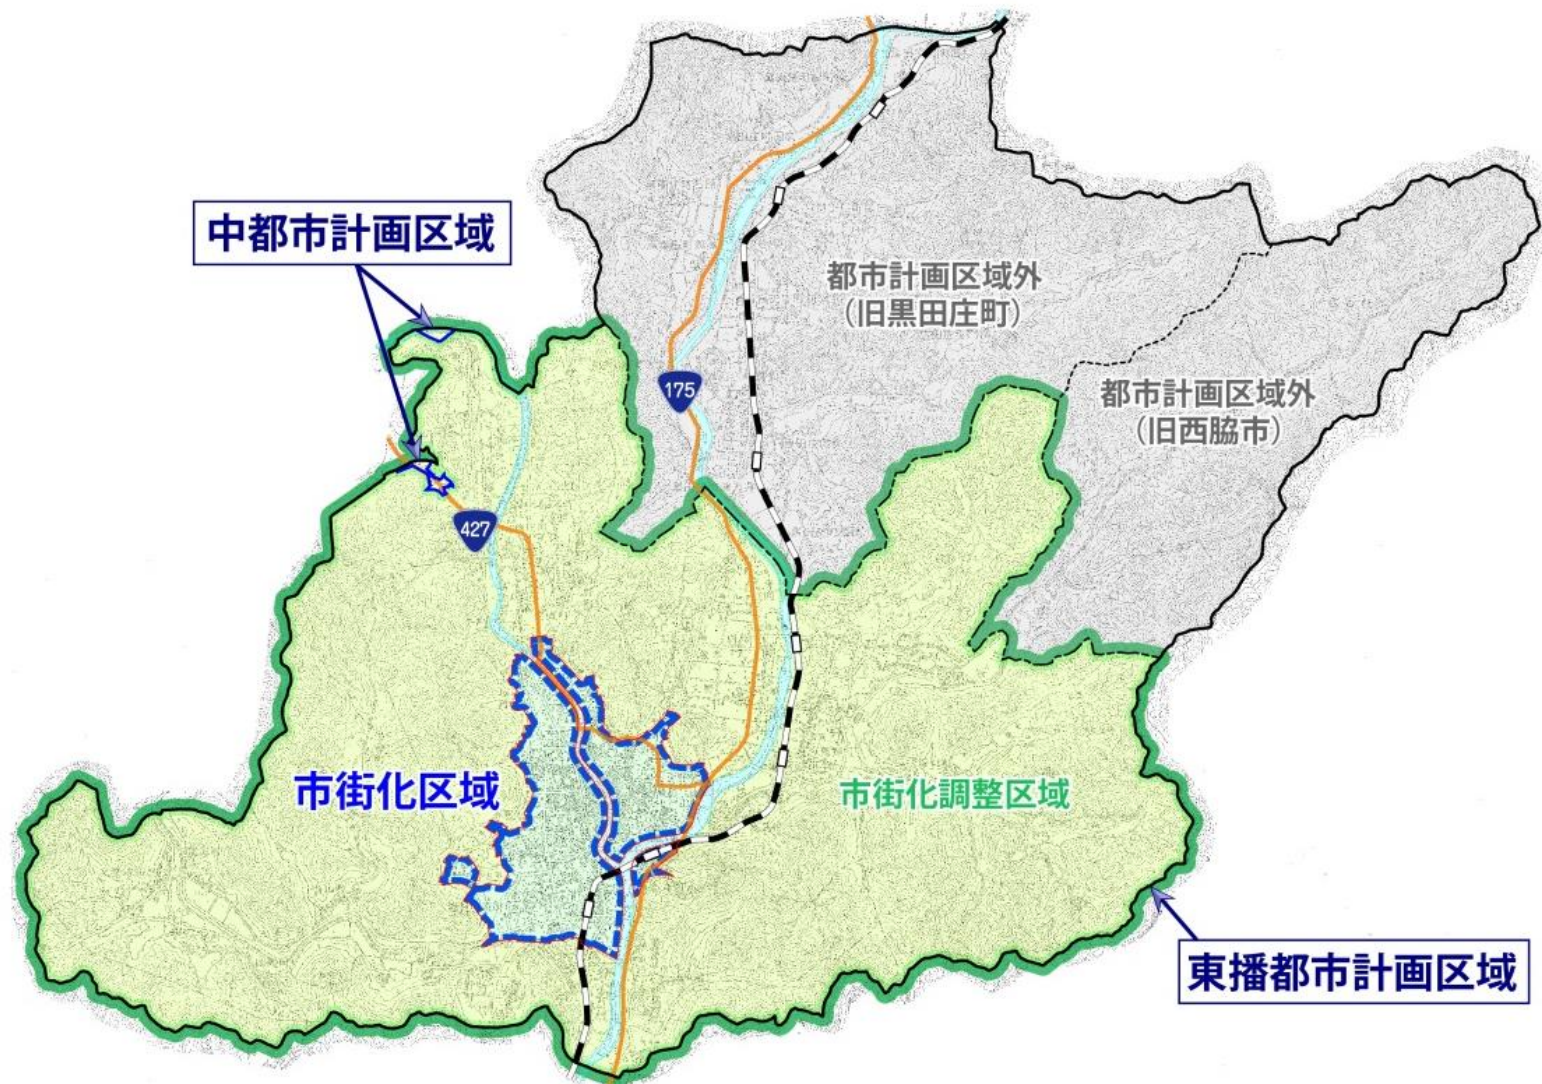 中都市計画区域
都市計画区域外
(旧黒田庄町)
175
都市計画区域外
(旧西脇市)
427
市街化区域
市街化調整区域
東播都市計画区域